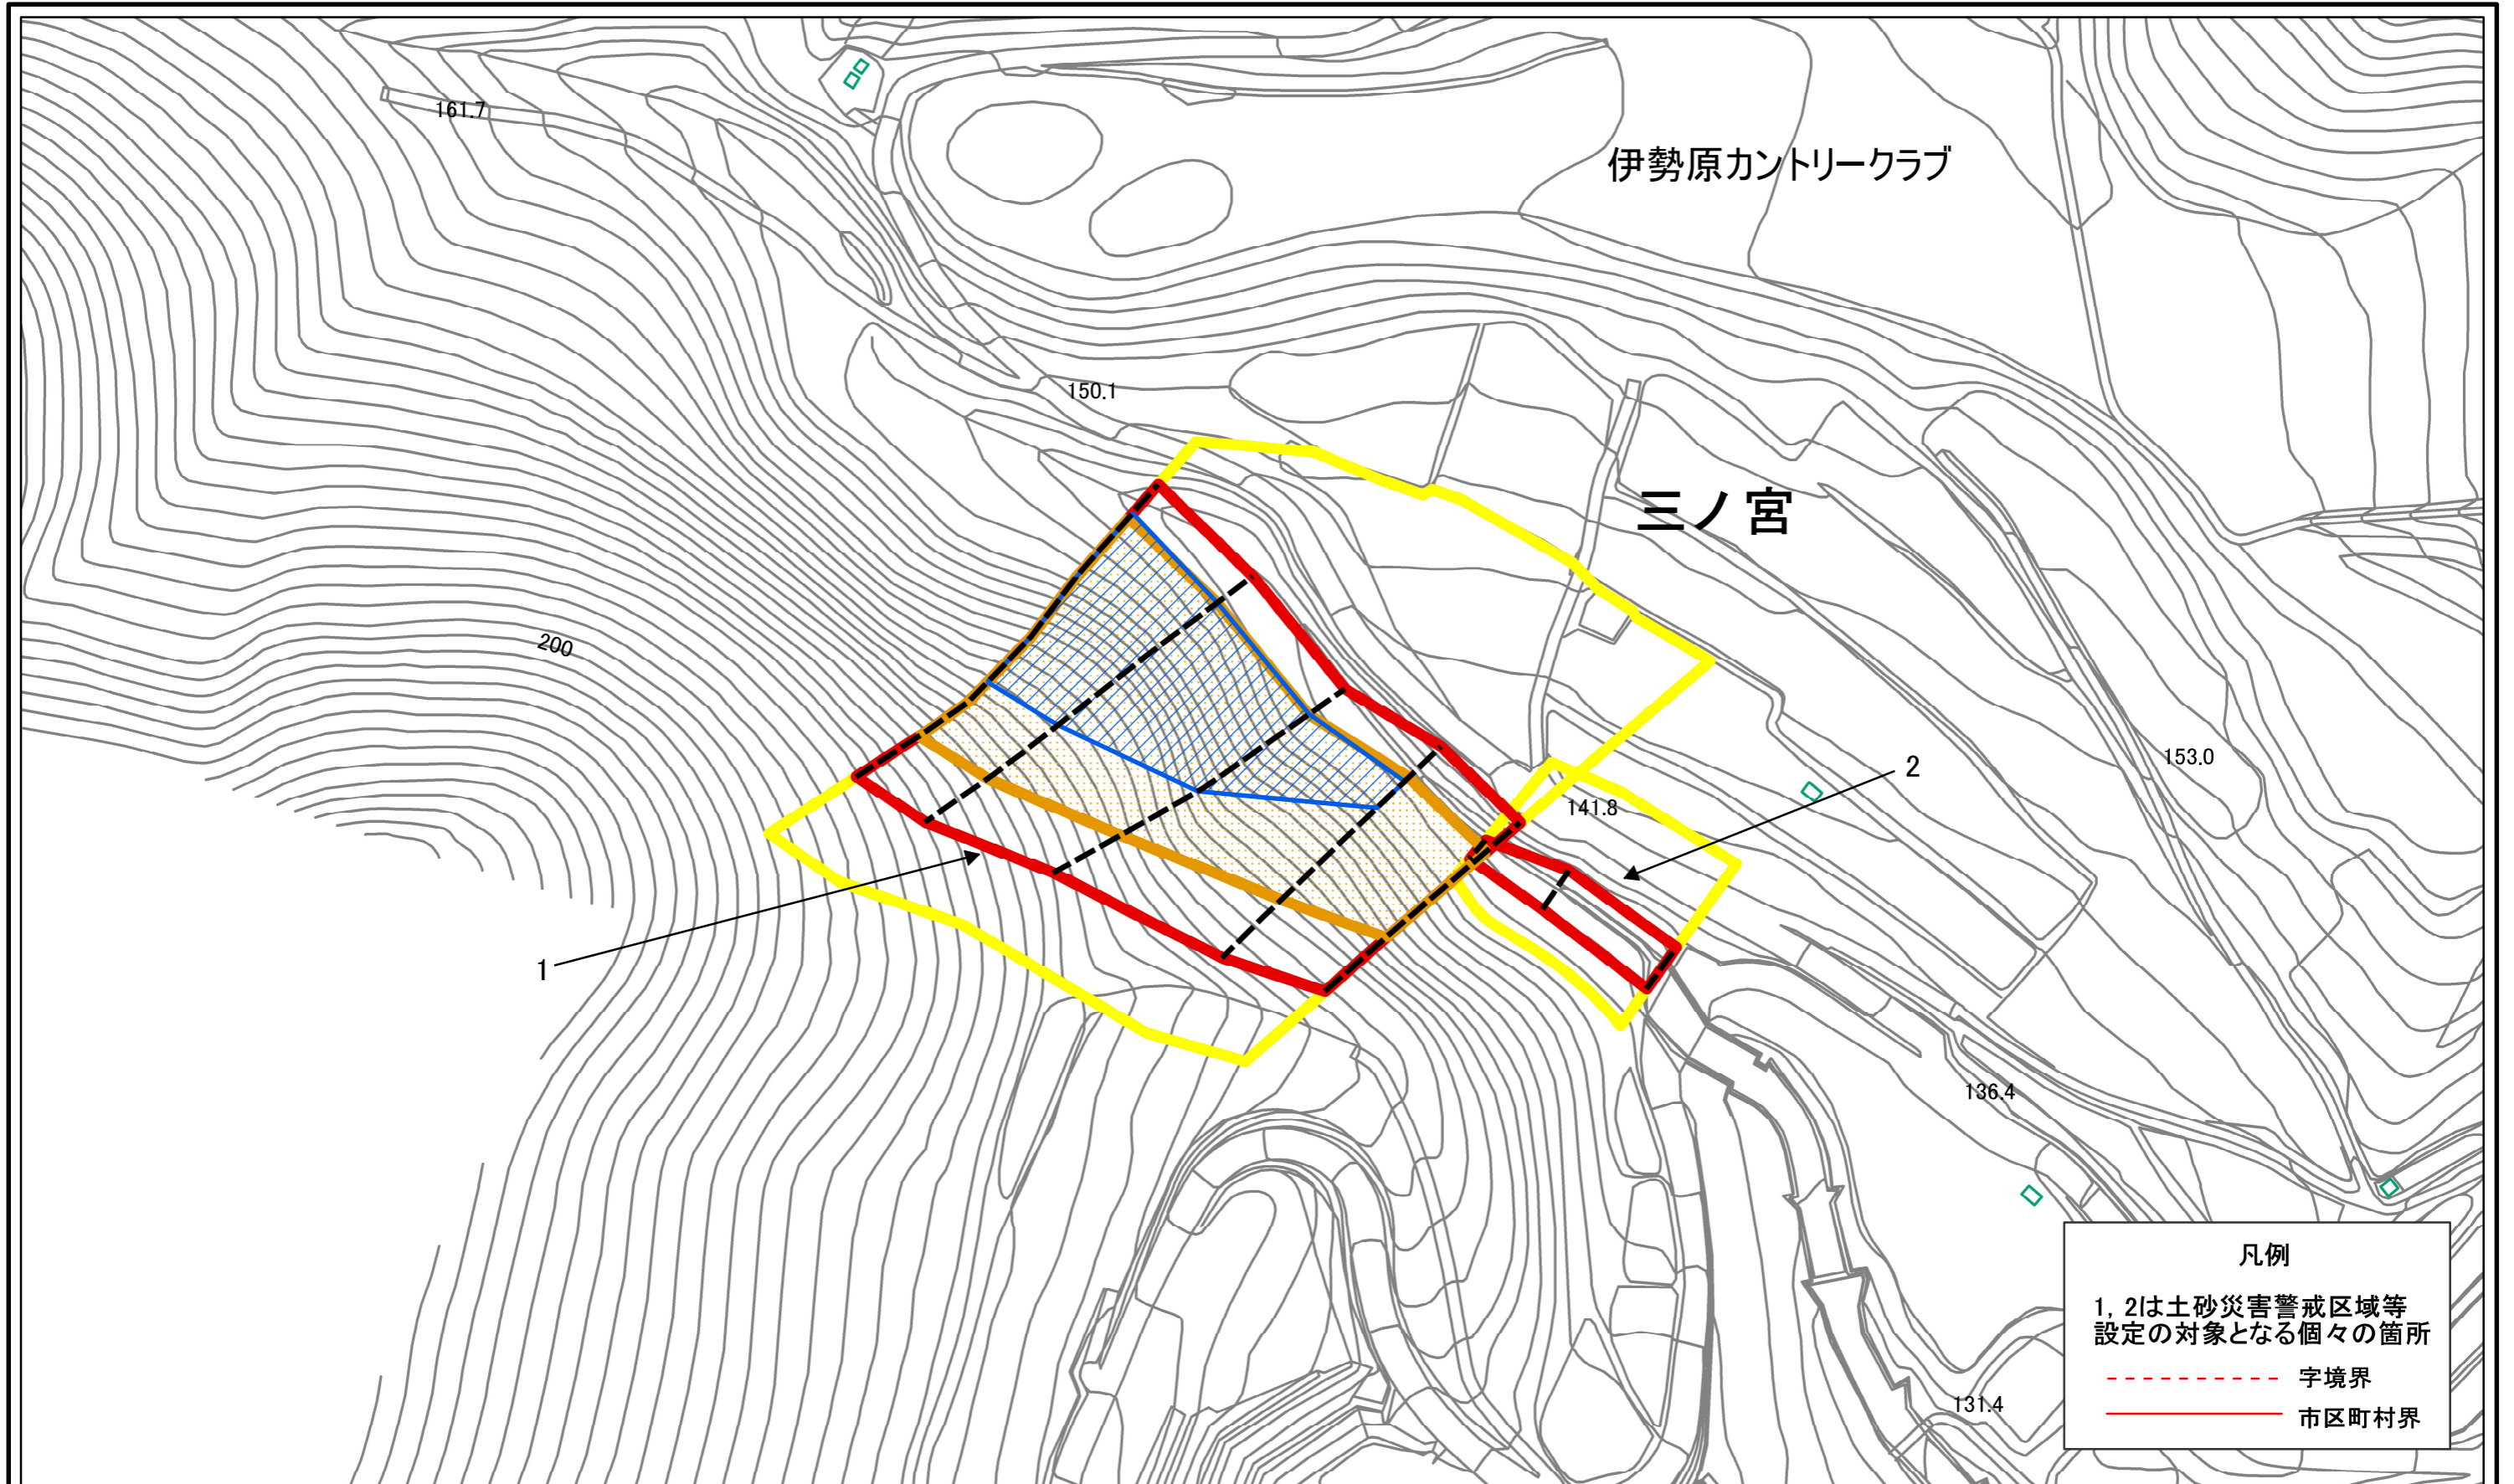 161.7
伊勢原カントリークラブ
150.1
三ノ宮
200
153.0
2
141.8
1
136.4
凡例
1, 2は土砂災害警戒区域等
設定の対象となる個々の箇所
字境界
131.4
市区町村界